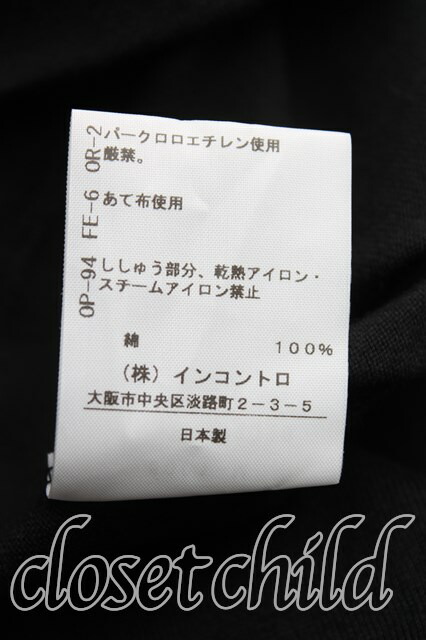 パークロロエチレン使用
厳禁。
あて布使用
ししゅう部分、乾熱アイロン・
スチームアイロン禁止
OP-94 FE-6 OR-2
綿 100%
(株)インコントロ
大阪市中央区淡路町2-3-5
日本製
closet child